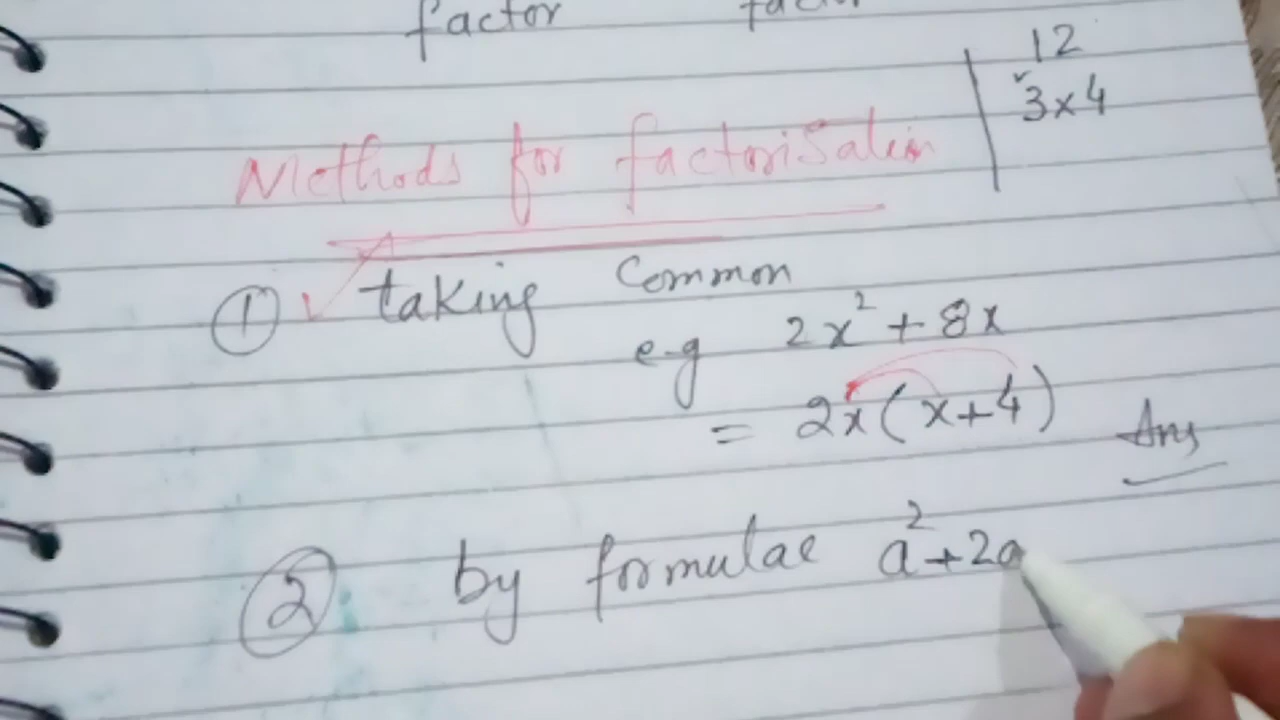 factor
12
3x4
Methods for factorisation
① taking Common
e-g 2x² + 8x
= 2x(x+4) Ans
② by formulae a²+2a